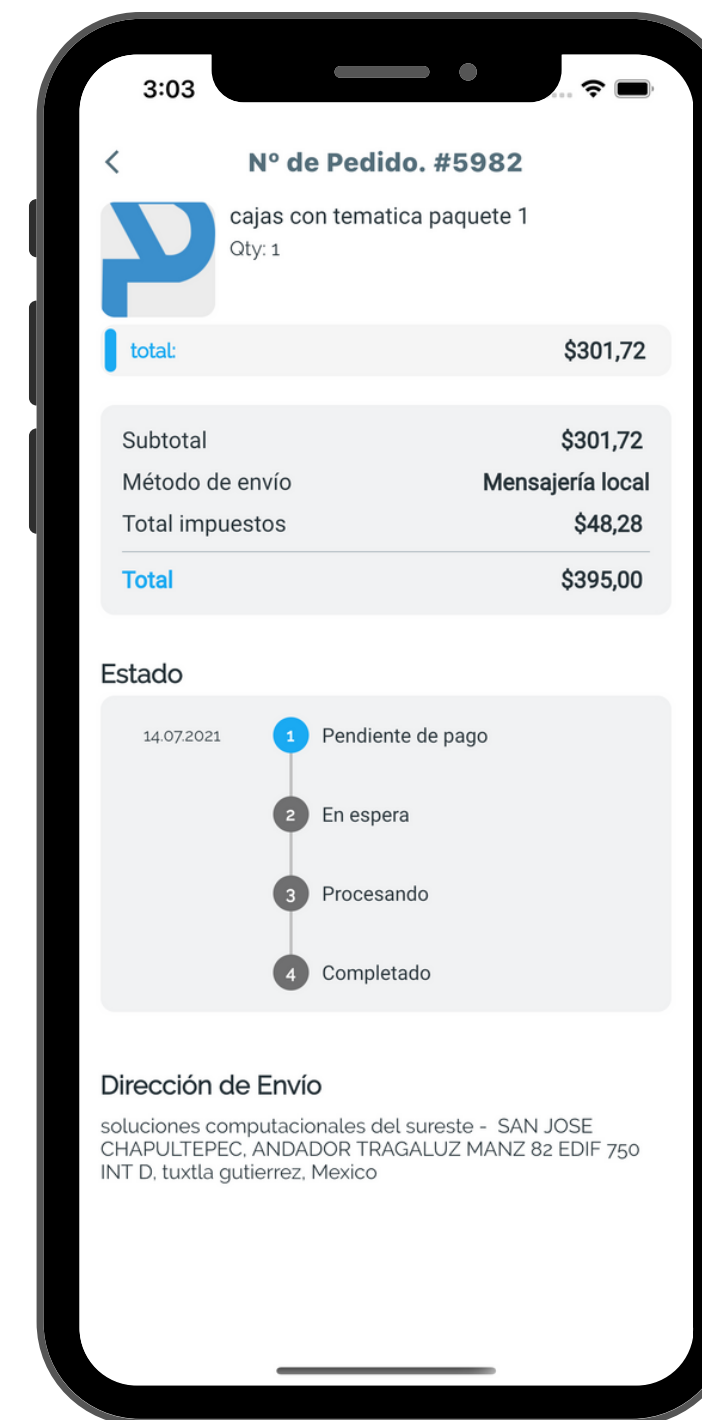 3:03
Nº de Pedido. #5982
cajas con tematica paquete 1
Qty: 1
total: $301,72
Subtotal $301,72
Método de envío Mensajería local
Total impuestos $48,28
Total $395,00
Estado
14.07.2021 1 Pendiente de pago
2 En espera
3 Procesando
4 Completado
Dirección de Envío
soluciones computacionales del sureste - SAN JOSE
CHAPULTEPEC, ANDADOR TRAGALUZ MANZ 82 EDIF 750
INT D, tuxtla gutierrez, Mexico